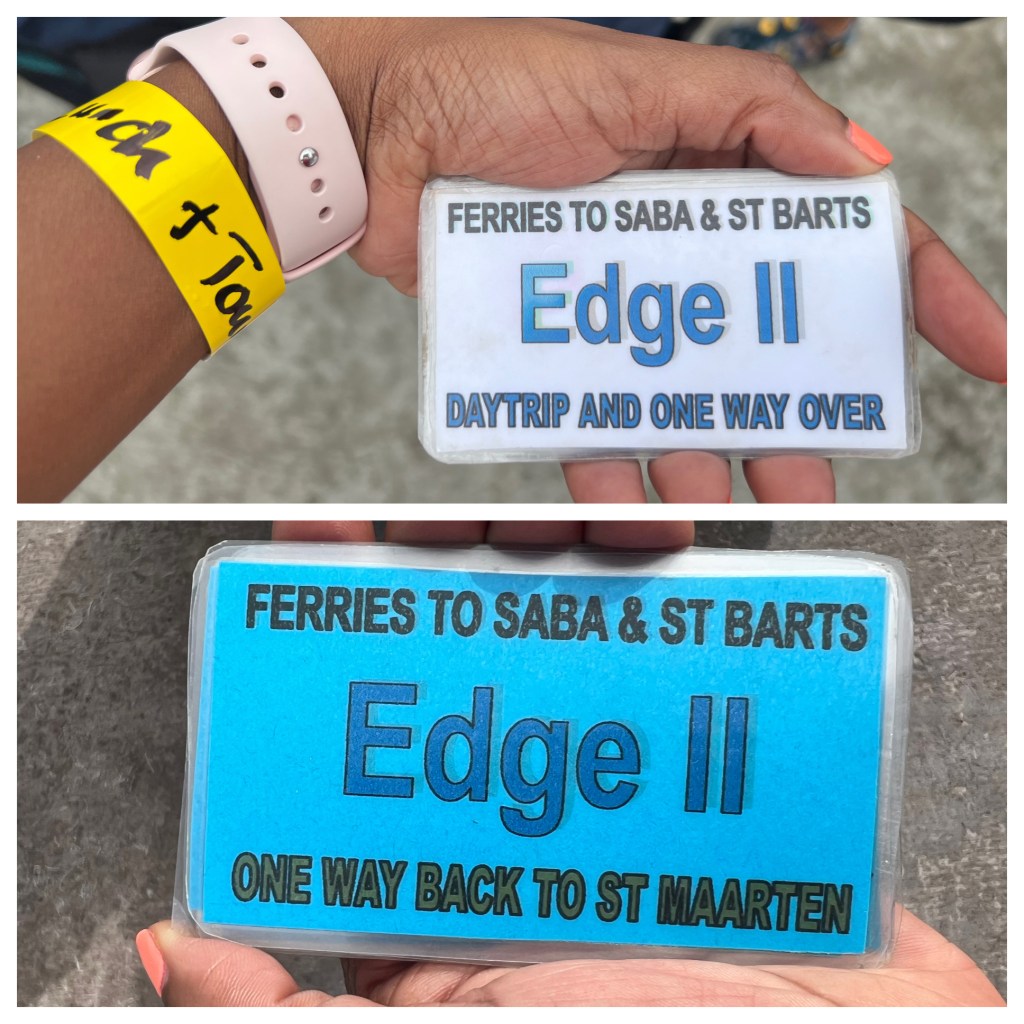 + Tou
FERRIES TO SABA & ST BARTS
Edge II
DAYTRIP AND ONE WAY OVER
FERRIES TO SABA & ST BARTS
Edge II
ONE WAY BACK TO ST MAARTEN